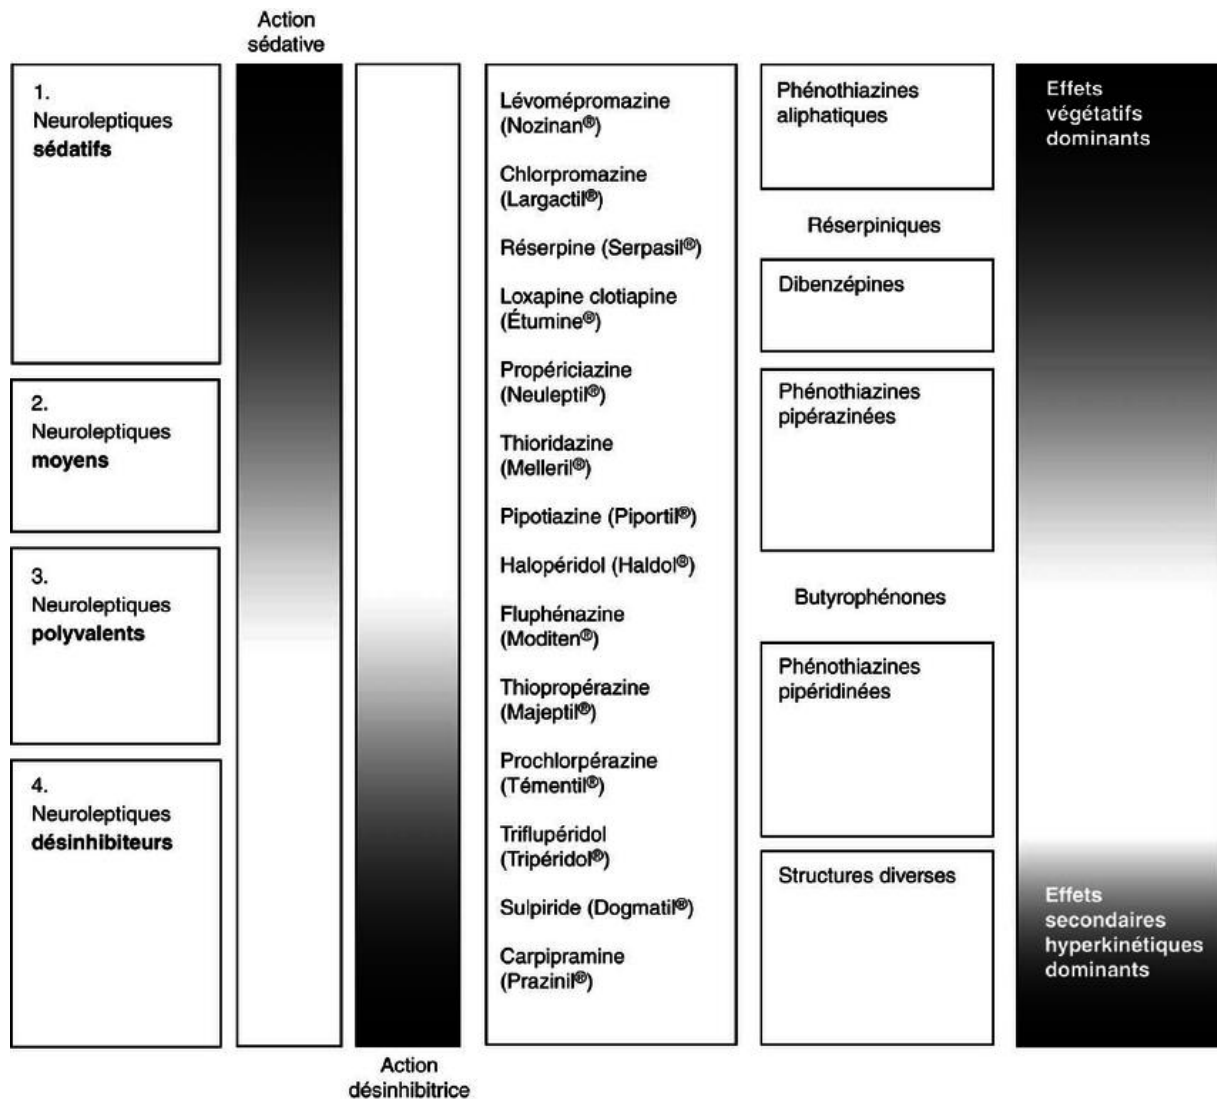 Action
sédative
1.
Neuroleptiques
sédatifs
2.
Neuroleptiques
moyens
3.
Neuroleptiques
polyvalents
4.
Neuroleptiques
désinhibiteurs
Action
désinhibitrice
Lévomépromazine
(Nozinan®)
Chlorpromazine
(Largactil®)
Réserpine (Serpasil®)
Loxapine clotiapine
(Étumine®)
Propériciazine
(Neuleptil®)
Thioridazine
(Melleril®)
Pipotiazine (Piportil®)
Halopéridol (Haldol®)
Fluphénazine
(Moditen®)
Thiopropérazine
(Majeptil®)
Prochlorpérazine
(Témentil®)
Triflupéridol
(Tripéridol®)
Sulpiride (Dogmatil®)
Carpipramine
(Prazinil®)
Phénothiazines
aliphatiques
Réserpiniques
Dibenzépines
Phénothiazines
pipérazinées
Butyrophénones
Phénothiazines
pipéridinées
Structures diverses
Effets
végétatifs
dominants
Effets
secondaires
hyperkinétiques
dominants